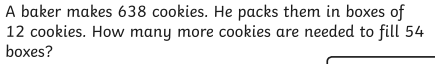 A baker makes 638 cookies. He packs them in boxes of
12 cookies. How many more cookies are needed to fill 54
boxes?